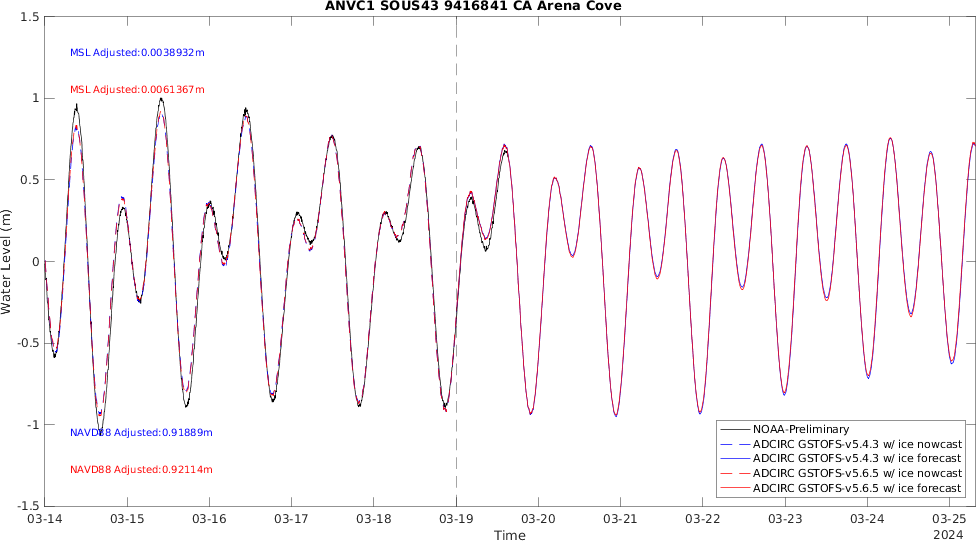 ANVC1 SOUS43 9416841 CA Arena Cove
1.5
MSL Adjusted:0.0038932m
MSL Adjusted:0.0061367m
1
0.5
0
-0.5
-1
-1.5
Water Level (m)
NAVD88 Adjusted:0.91889m
NAVD88 Adjusted:0.92114m
NOAA-Preliminary
ADCIRC GSTOFS-v5.4.3 w/ ice nowcast
ADCIRC GSTOFS-v5.4.3 w/ ice forecast
ADCIRC GSTOFS-v5.6.5 w/ ice nowcast
ADCIRC GSTOFS-v5.6.5 w/ ice forecast
03-14 03-15 03-16 03-17 03-18 03-19 03-20 03-21 03-22 03-23 03-24 03-25
2024
Time